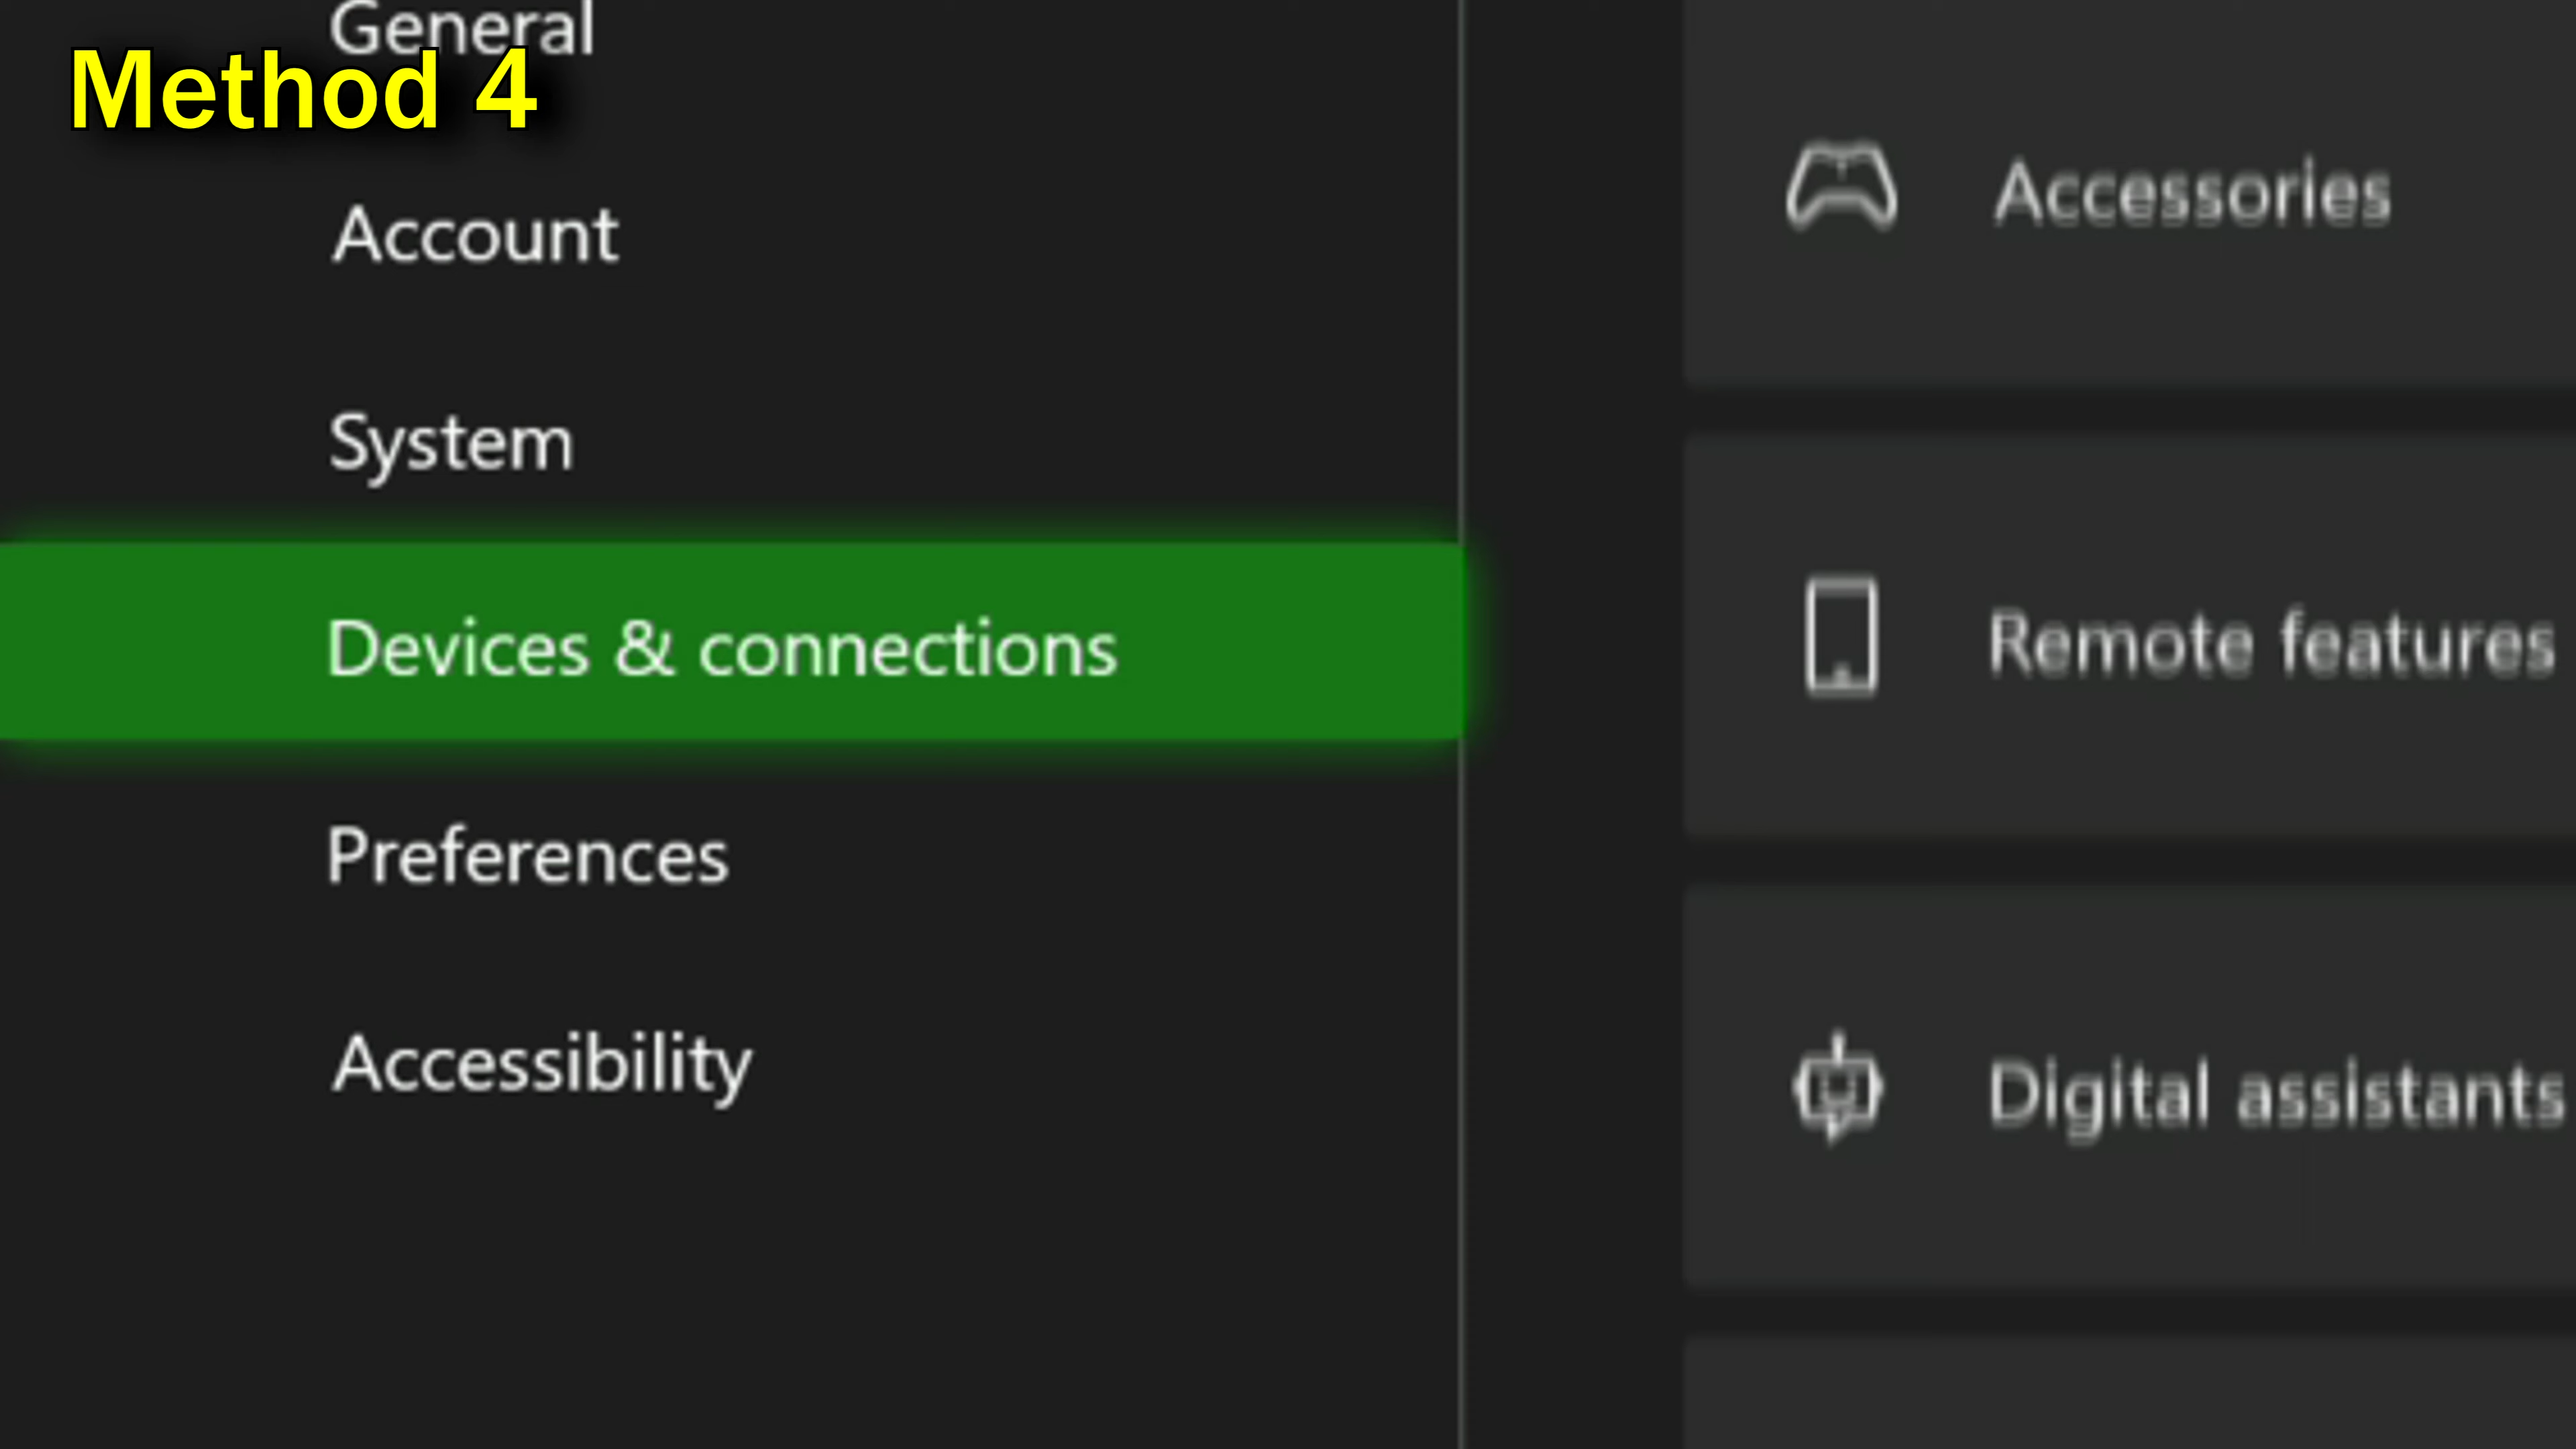 General
Method 4
Account
System
Devices & connections
Preferences
Accessibility
Accessories
Remote features
Digital assistants